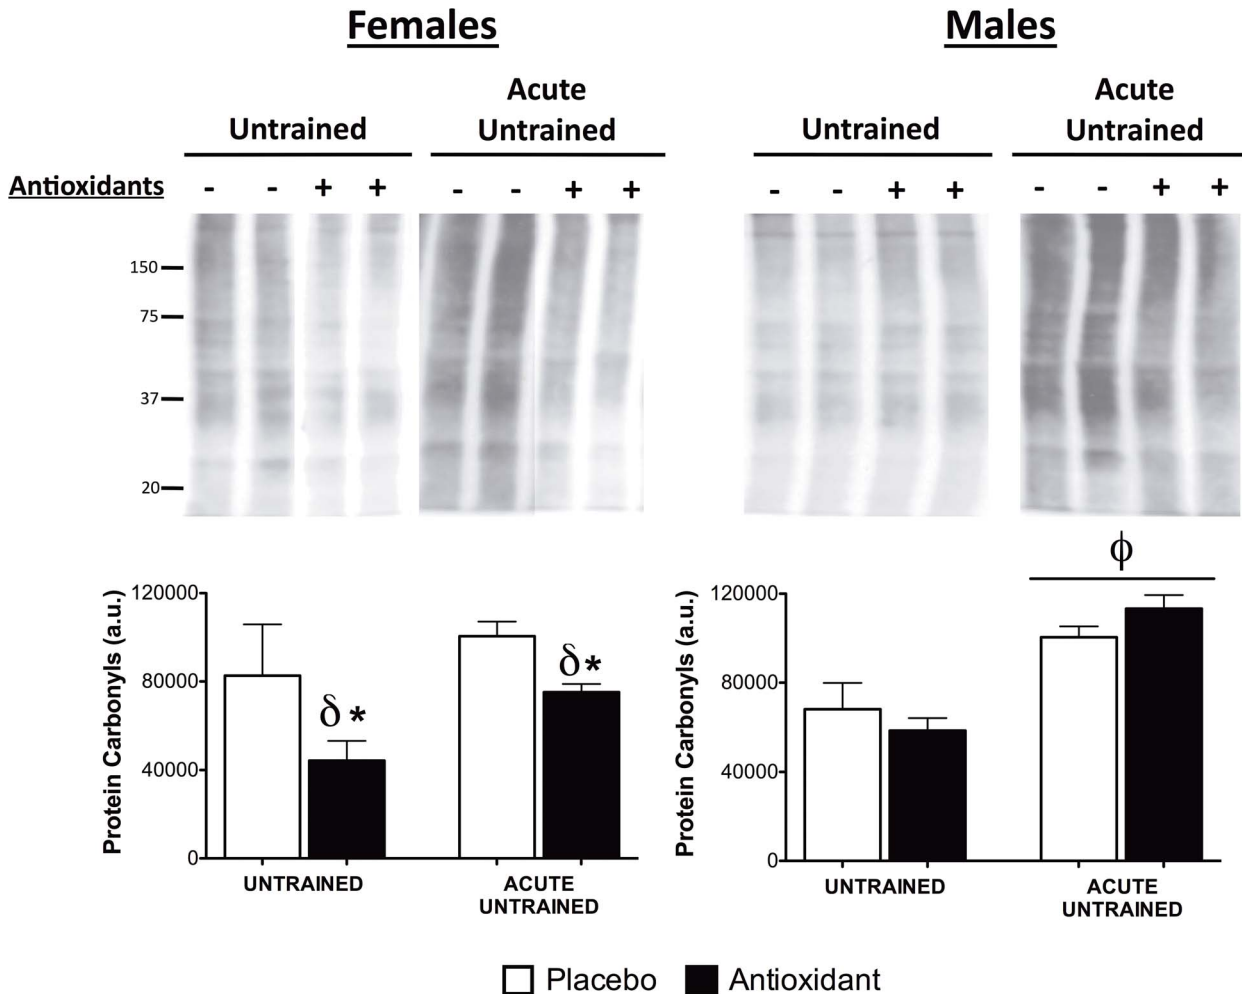 Females
Males
Untrained
Acute
Untrained
Untrained
Acute
Untrained
Antioxidants - - + + - - + + - - + + - - + +
150
75
37
20
Protein Carbonyls (a.u.)
120000
80000
40000
0
δ *
δ*
UNTRAINED
ACUTE
UNTRAINED
Protein Carbonyls (a.u.)
120000
80000
40000
0
ϕ
UNTRAINED
ACUTE
UNTRAINED
Placebo
Antioxidant